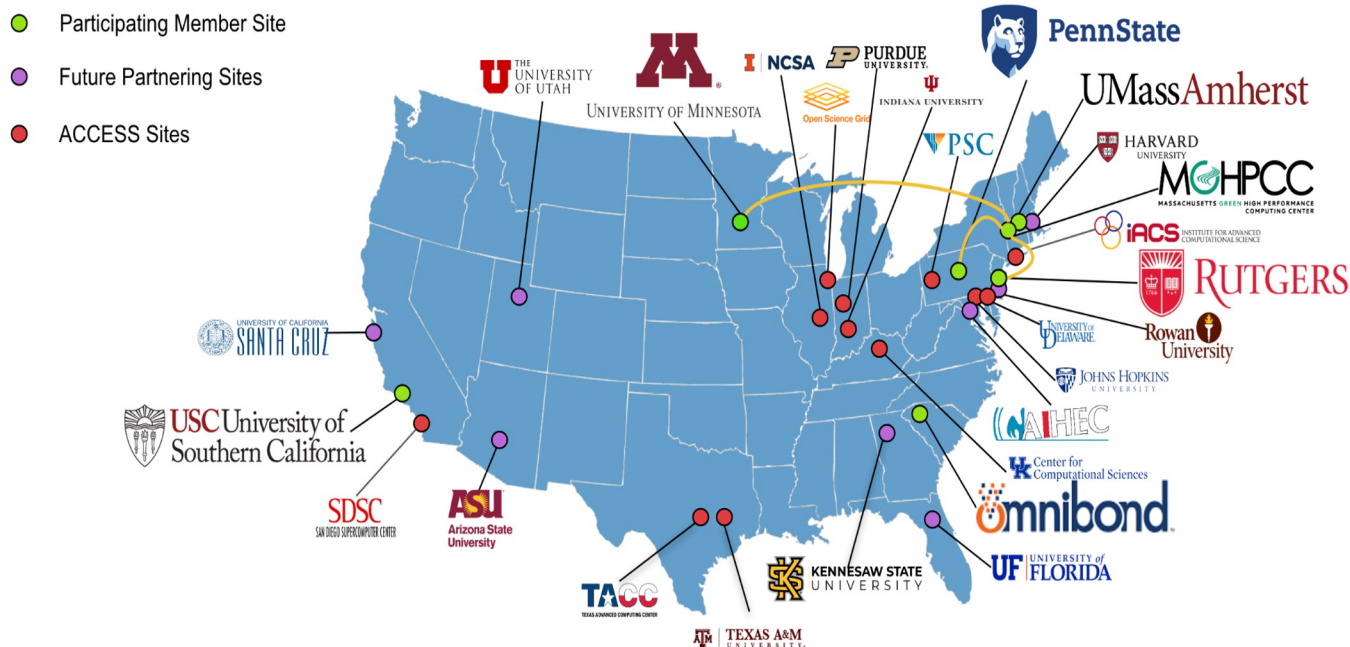 Participating Member Site
Future Partnering Sites
ACCESS Sites
THE
UNIVERSITY
OF UTAH
UNIVERSITY OF MINNESOTA
NCSA
PURDUE
UNIVERSITY
Open Science Grid
INDIANA UNIVERSITY
PSC
PennState
UMassAmherst
HARVARD
UNIVERSITY
MGHPCC
MASSACHUSETTS GREEN HIGH PERFORMANCE
COMPUTING CENTER
iACS
INSTITUTE FOR ADVANCED
COMPUTATIONAL SCIENCE
1766
RUTGERS
UNIVERSITY OF
DELAWARE
Rowan
University
JOHNS HOPKINS
UNIVERSITY
AIHEC
UK Center for
Computational Sciences
Omnibond
UF UNIVERSITY of
FLORIDA
KENNESAW STATE
UNIVERSITY
TEXAS A&M
UNIVERSITY
TACC
TEXAS ADVANCED COMPUTING CENTER
ASU
Arizona State
University
SDSC
SAN DIEGO SUPERCOMPUTER CENTER
USC University of
Southern California
UNIVERSITY OF CALIFORNIA
SANTA CRUZ